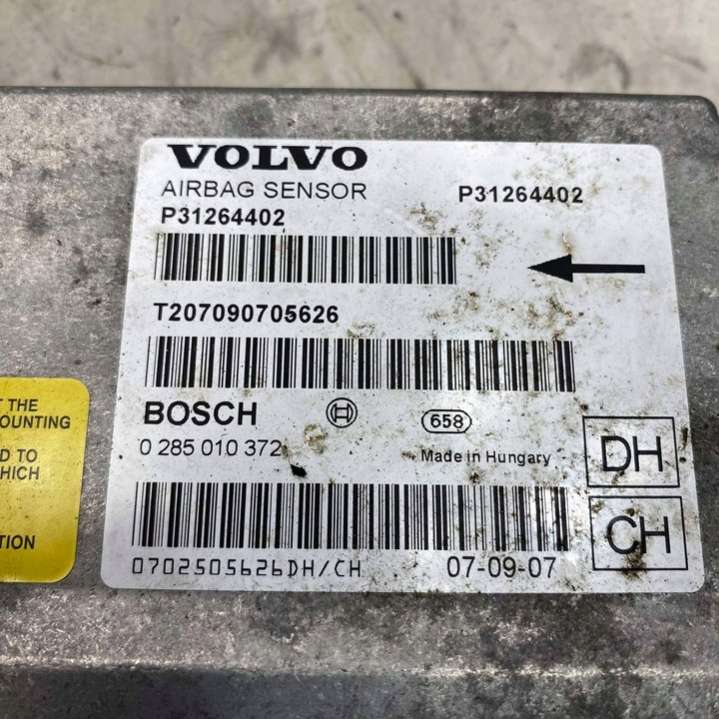 VOLVO
AIRBAG SENSOR
P31264402
P31264402
T207090705626
BOSCH
658
0 285 010 372
Made in Hungary
DH
CH
0702505626DH/CH
07-09-07
THE
OUNTING
D TO
HICH
TION